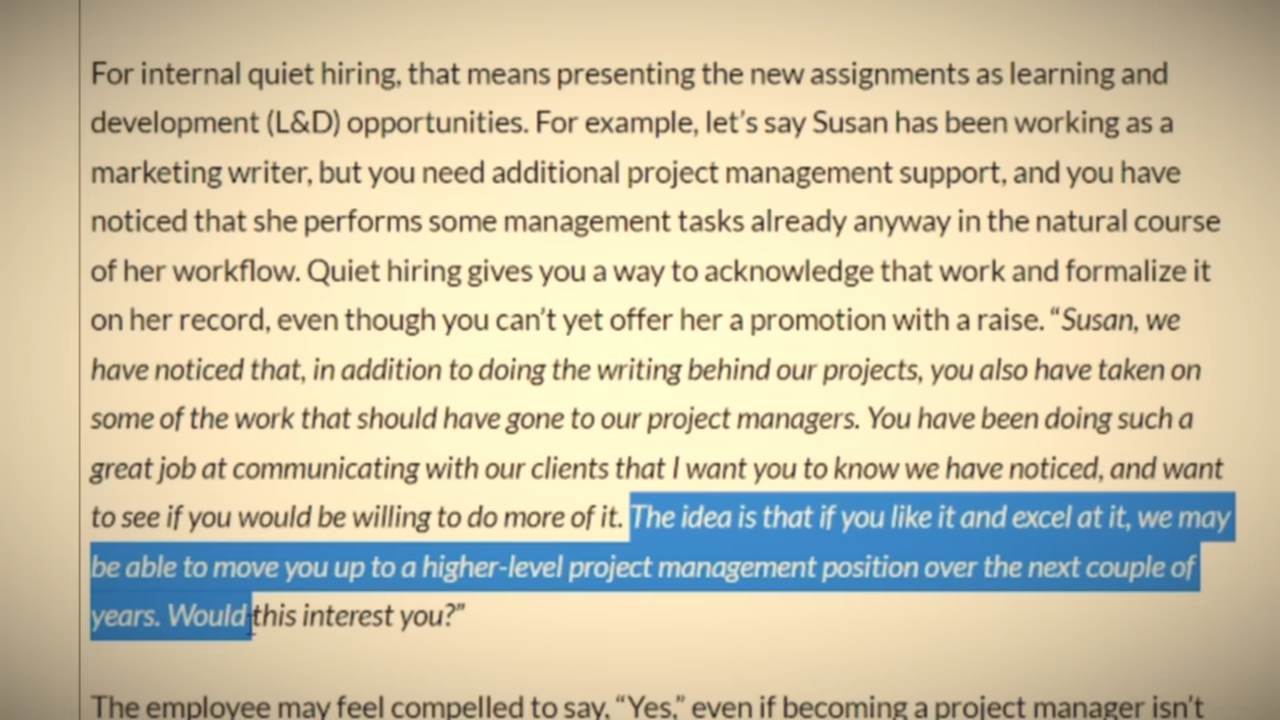 For internal quiet hiring, that means presenting the new assignments as learning and
development (L&D) opportunities. For example, let’s say Susan has been working as a
marketing writer, but you need additional project management support, and you have
noticed that she performs some management tasks already anyway in the natural course
of her workflow. Quiet hiring gives you a way to acknowledge that work and formalize it
on her record, even though you can’t yet offer her a promotion with a raise. “Susan, we
have noticed that, in addition to doing the writing behind our projects, you also have taken on
some of the work that should have gone to our project managers. You have been doing such a
great job at communicating with our clients that I want you to know we have noticed, and want
to see if you would be willing to do more of it. The idea is that if you like it and excel at it, we may
be able to move you up to a higher-level project management position over the next couple of
years. Would this interest you?”
The employee may feel compelled to say, “Yes,” even if becoming a project manager isn’t